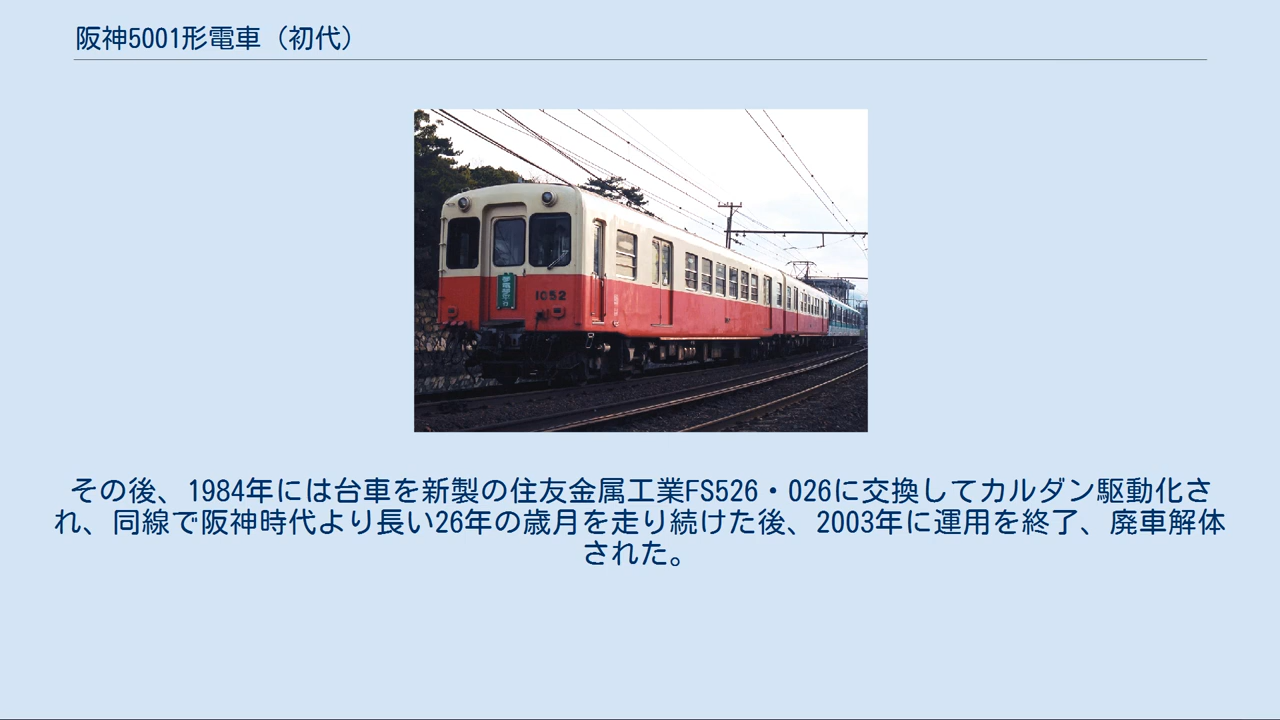 阪神5001形電車（初代）
1052
その後、1984年には台車を新製の住友金属工業FS526・026に交換してカルダン駆動化さ
れ、同線で阪神時代より長い26年の歳月を走り続けた後、2003年に運用を終了、廃車解体
された。